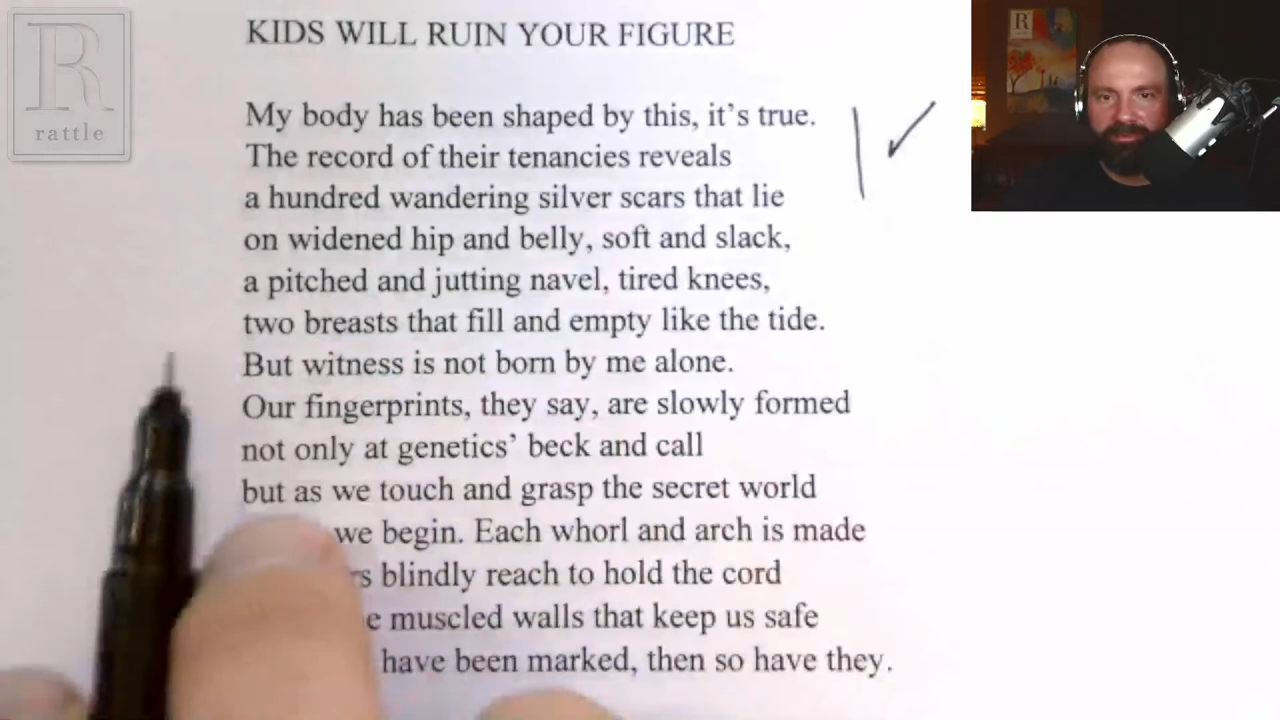 R
rattle
KIDS WILL RUIN YOUR FIGURE
My body has been shaped by this, it's true.
The record of their tenancies reveals
a hundred wandering silver scars that lie
on widened hip and belly, soft and slack,
a pitched and jutting navel, tired knees,
two breasts that fill and empty like the tide.
But witness is not born by me alone.
Our fingerprints, they say, are slowly formed
not only at genetics' beck and call
but as we touch and grasp the secret world
we begin. Each whorl and arch is made
blindly reach to hold the cord
muscled walls that keep us safe
have been marked, then so have they.
R